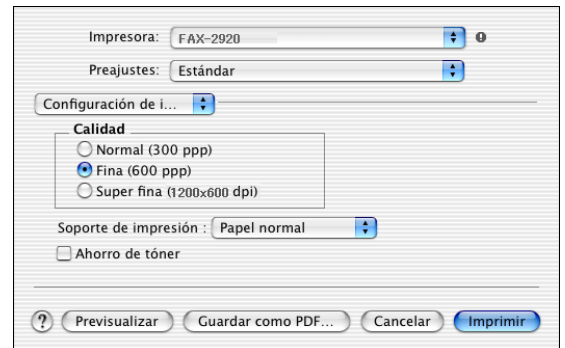 Impresora: FAX-2920
Preajustes: Estándar
Configuración de i...
Calidad
Normal (300 ppp)
Fina (600 ppp)
Super fina (1200x600 dpi)
Soporte de impresión : Papel normal
Ahorro de tóner
? Previsualizar Guardar como PDF... Cancelar Imprimir